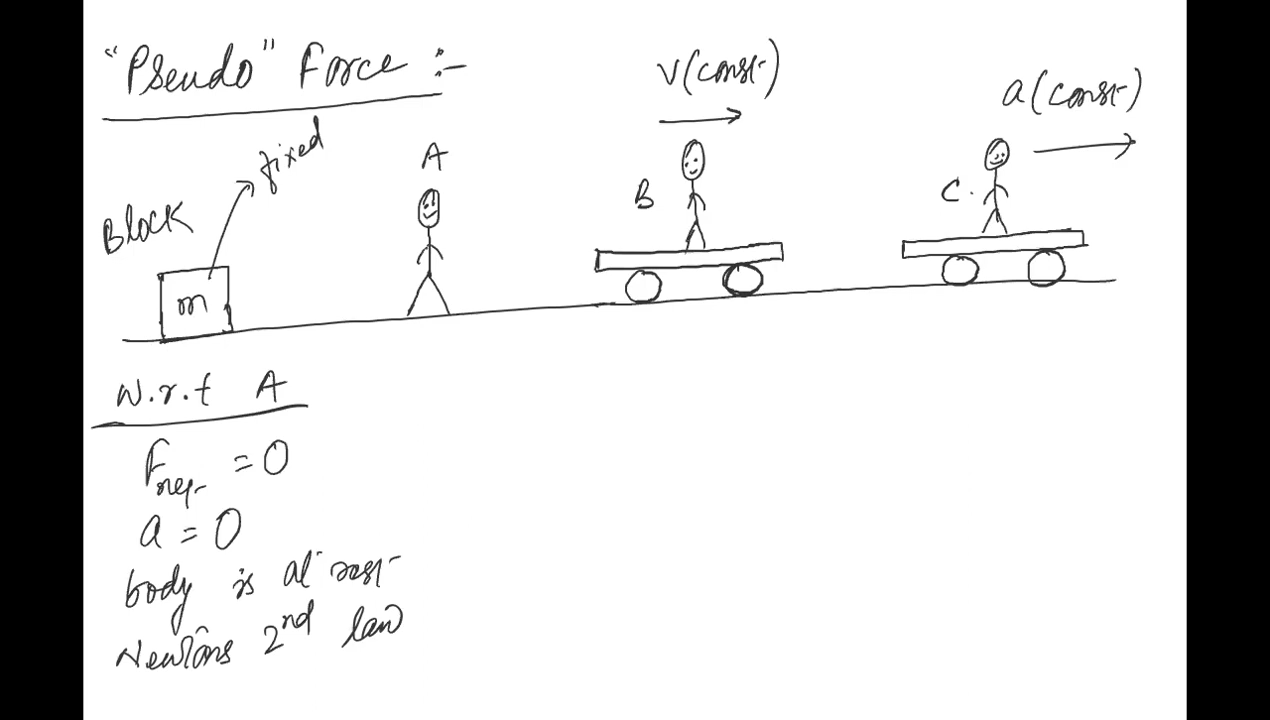 "Pseudo" Force :-
v(const)
a(const)
fixed
A
Block
B
C.
m
W.r.t A
Fnet = 0
a = 0
body is at rest
Newtons 2nd law